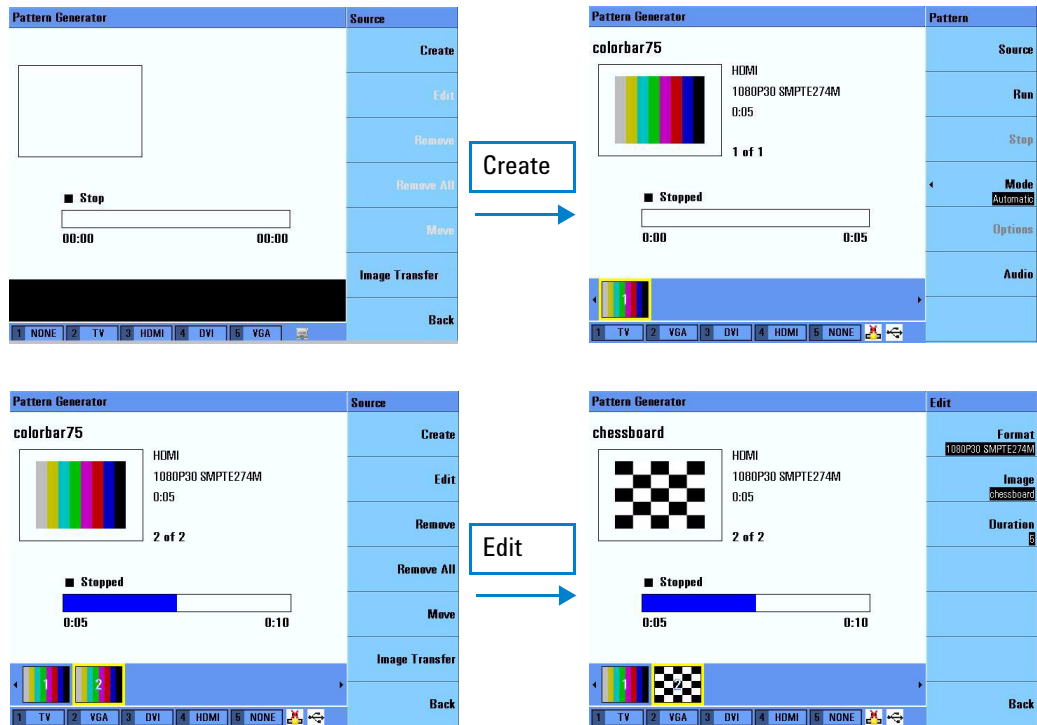 Pattern Generator
Source
Create
Edit
Remove
Remove All
Move
Image Transfer
Back
Stop
00:00 00:00
1 NONE 2 TV 3 HDMI 4 DVI 5 VGA
Create
Pattern Generator
Pattern
colorbar75
HDMI
1080P30 SMPTE274M
0:05
1 of 1
Stopped
0:00 0:05
Source
Run
Stop
Mode
Automatic
Options
Audio
1
1 TV 2 VGA 3 DVI 4 HDMI 5 NONE
Pattern Generator
Source
colorbar75
HDMI
1080P30 SMPTE274M
0:05
2 of 2
Stopped
0:05 0:10
Create
Edit
Remove
Remove All
Move
Image Transfer
Back
1 2
1 TV 2 VGA 3 DVI 4 HDMI 5 NONE
Edit
Pattern Generator
Edit
chessboard
HDMI
1080P30 SMPTE274M
0:05
2 of 2
Stopped
0:05 0:10
Format
1080P30 SMPTE274M
Image
chessboard
Duration
5
Back
1 2
1 TV 2 VGA 3 DVI 4 HDMI 5 NONE